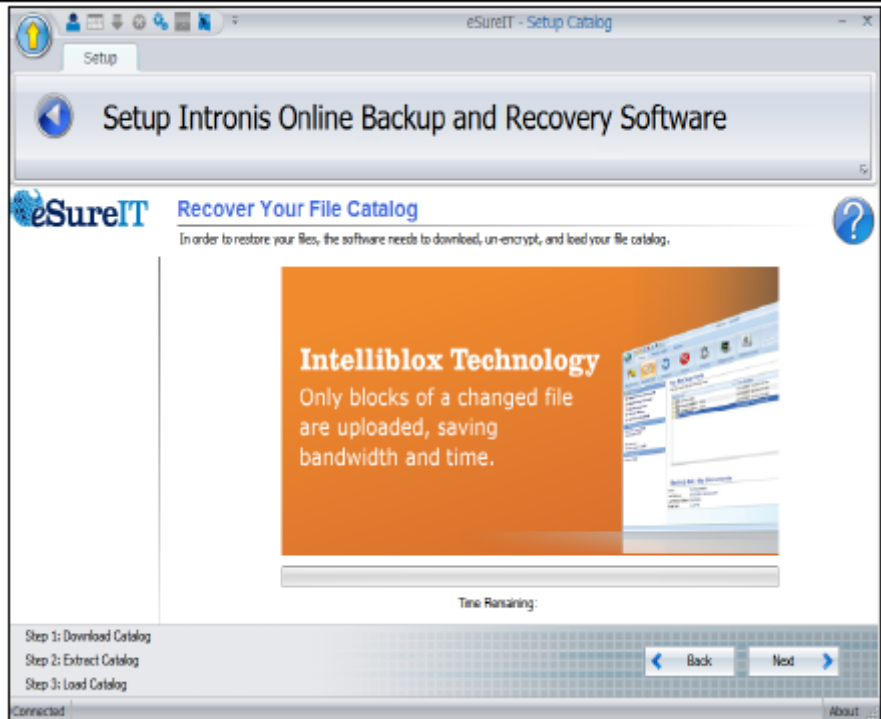 eSureIT - Setup Catalog
Setup
Setup Intronis Online Backup and Recovery Software
eSureIT
Recover Your File Catalog
In order to restore your files, the software needs to download, un-encrypt, and load your file catalog.
Intelliblox Technology
Only blocks of a changed file
are uploaded, saving
bandwidth and time.
Time Remaining:
Step 1: Download Catalog
Step 2: Extract Catalog
Step 3: Load Catalog
Back
Next
Connected
About